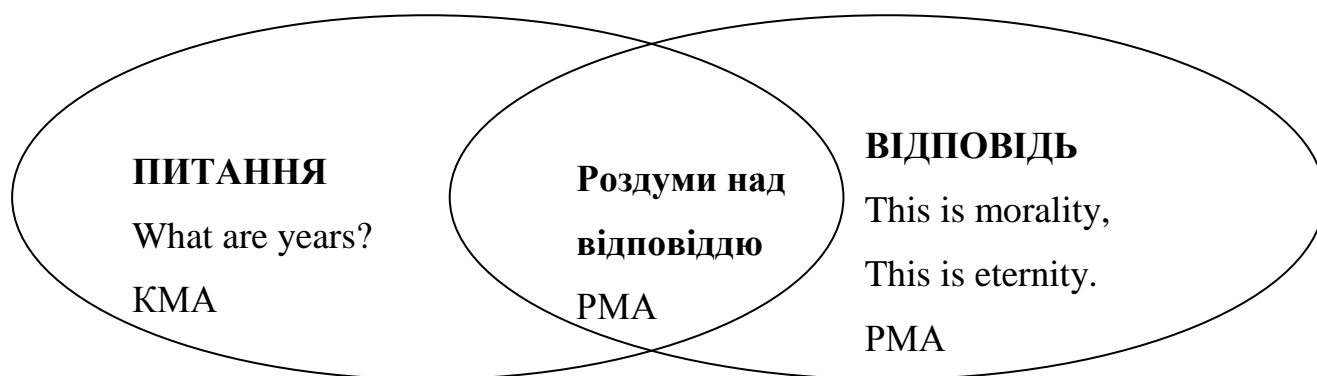 ПИТАННЯ
What are years?
КМА
Роздуми над
відповіддю
РМА
ВІДПОВІДЬ
This is morality,
This is eternity.
РМА